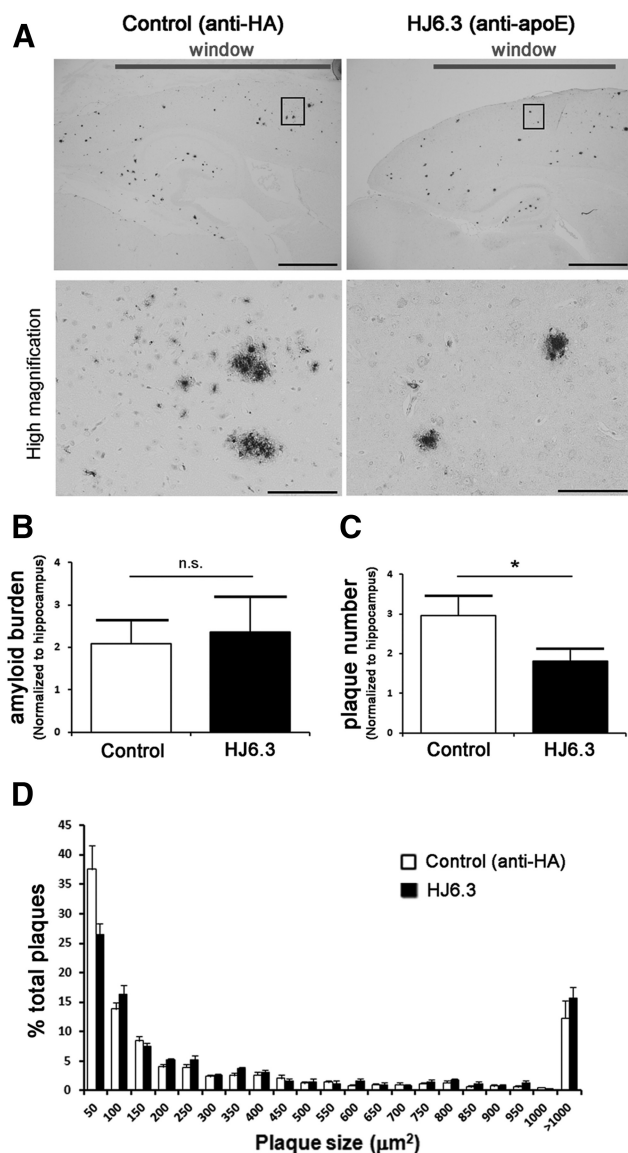 A
Control (anti-HA)
HJ6.3 (anti-apoE)
window
window
High magnification
B
amyloid burden
(Normalized to hippocampus)
4
3
2
1
0
n.s.
Control
HJ6.3
C
plaque number
(Normalized to hippocampus)
4
3
2
1
0
*
Control
HJ6.3
D
% total plaques
45
40
35
30
25
20
15
10
5
0
Control (anti-HA)
HJ6.3
50 100 150 200 250 300 350 400 450 500 550 600 650 700 750 800 850 900 950 1000 >1000
Plaque size (μm²)